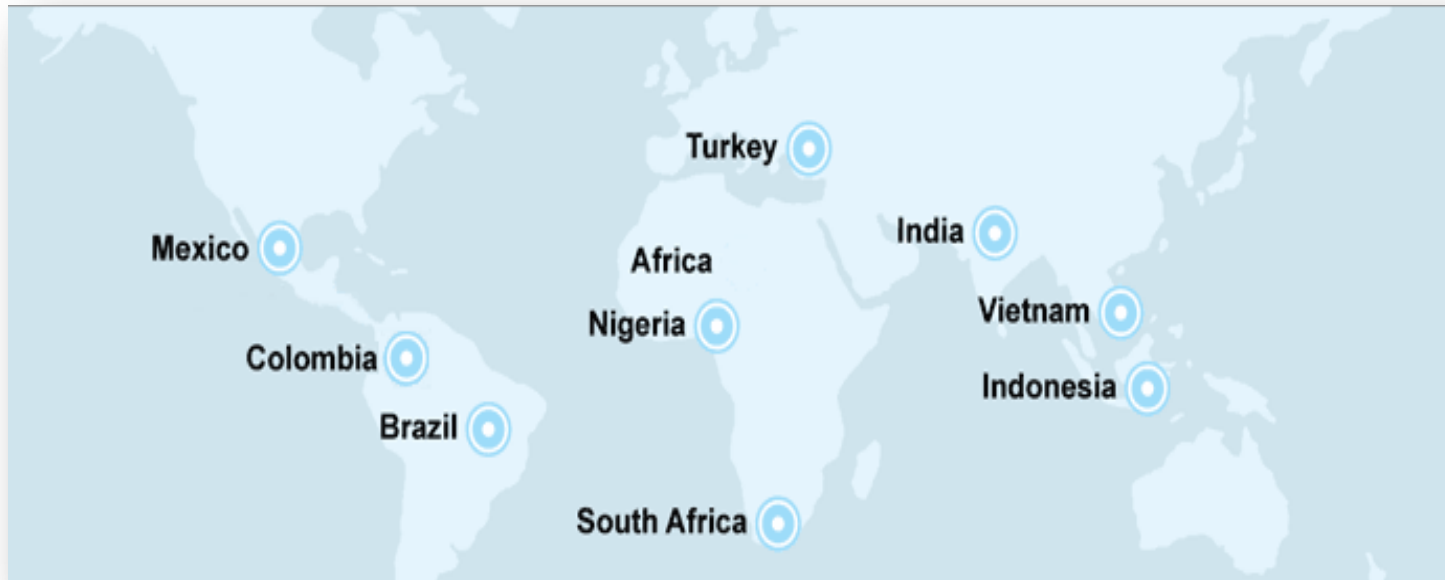 Turkey
India
Mexico
Africa
Vietnam
Nigeria
Colombia
Indonesia
Brazil
South Africa